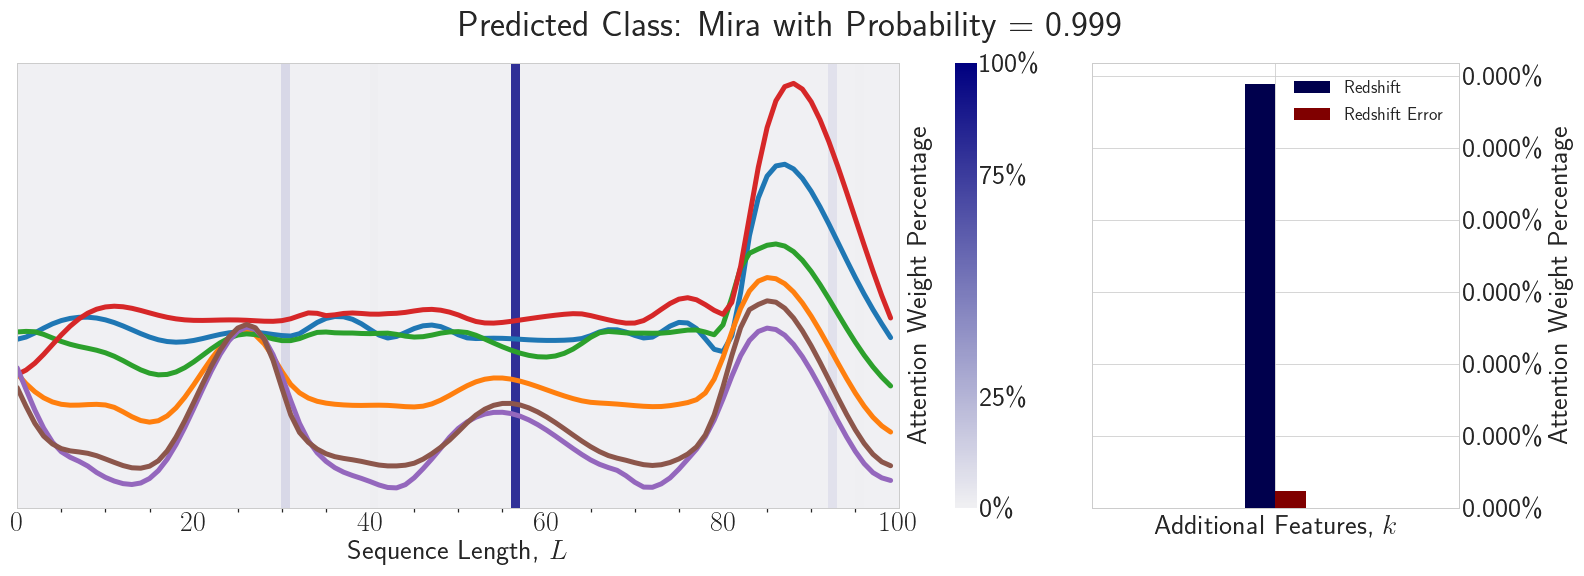 Predicted Class: Mira with Probability = 0.999
100%
75%
25%
0%
Attention Weight Percentage
0 20 40 60 80 100
Sequence Length, L
Redshift
Redshift Error
0.000%
0.000%
0.000%
0.000%
0.000%
0.000%
0.000%
Attention Weight Percentage
Additional Features, k